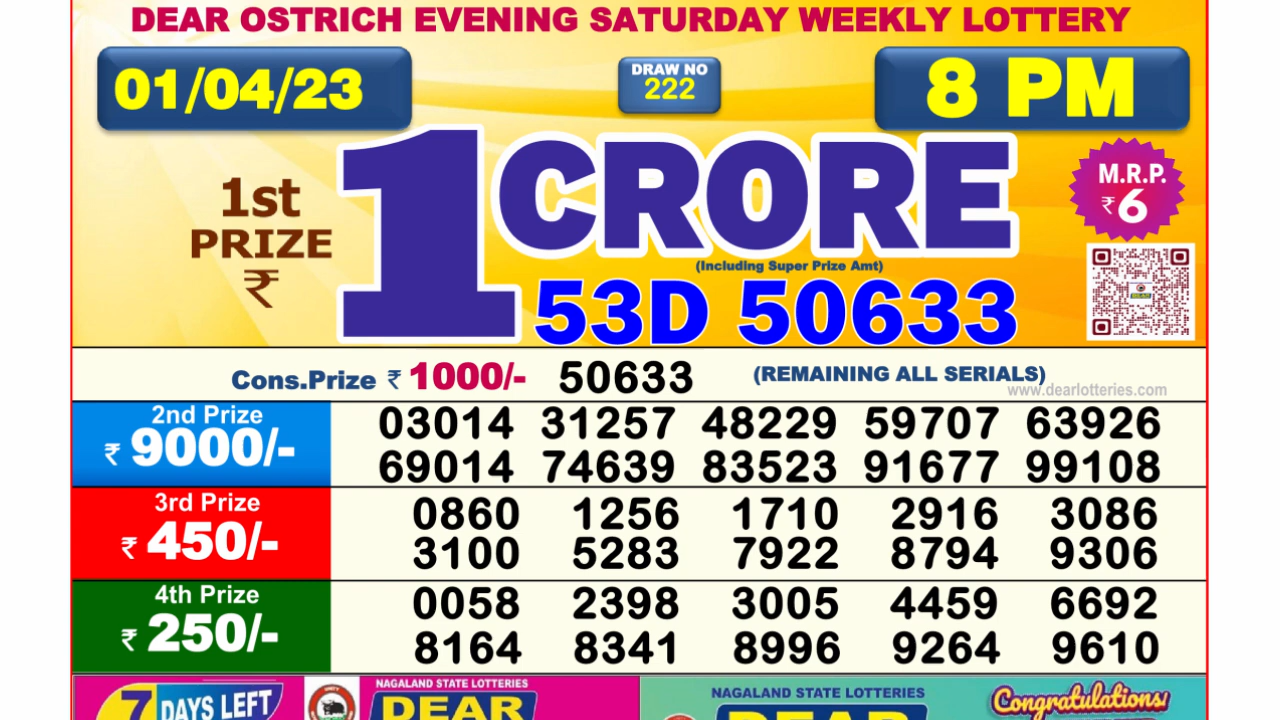 DEAR OSTRICH EVENING SATURDAY WEEKLY LOTTERY
01/04/23
DRAW NO
222
8 PM
1st
PRIZE
₹
1 CRORE
(Including Super Prize Amt)
53D 50633
M.R.P.
₹6
Cons.Prize ₹ 1000/- 50633 (REMAINING ALL SERIALS)
www.dearlotteries.com
2nd Prize
₹ 9000/-
03014 31257 48229 59707 63926
69014 74639 83523 91677 99108
3rd Prize
₹ 450/-
0860 1256 1710 2916 3086
3100 5283 7922 8794 9306
4th Prize
₹ 250/-
0058 2398 3005 4459 6692
8164 8341 8996 9264 9610
7 DAYS LEFT
NAGALAND STATE LOTTERIES
DEAR
NAGALAND STATE LOTTERIES
DEAR
Congratulations!